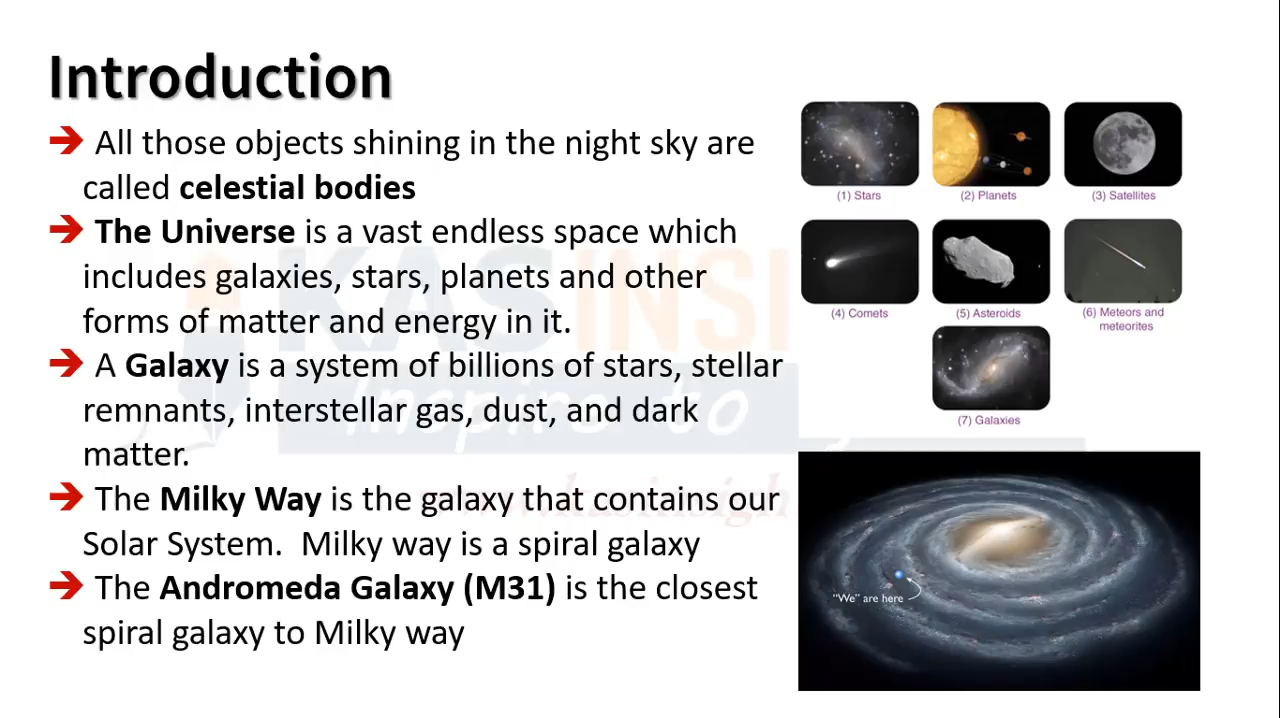 Introduction
➔ All those objects shining in the night sky are
called celestial bodies
➔ The Universe is a vast endless space which
includes galaxies, stars, planets and other
forms of matter and energy in it.
➔ A Galaxy is a system of billions of stars, stellar
remnants, interstellar gas, dust, and dark
matter.
➔ The Milky Way is the galaxy that contains our
Solar System.  Milky way is a spiral galaxy
➔ The Andromeda Galaxy (M31) is the closest
spiral galaxy to Milky way
(1) Stars
(2) Planets
(3) Satellites
(4) Comets
(5) Asteroids
(6) Meteors and
meteorites
(7) Galaxies
"We" are here
KASINSI
Inspire to